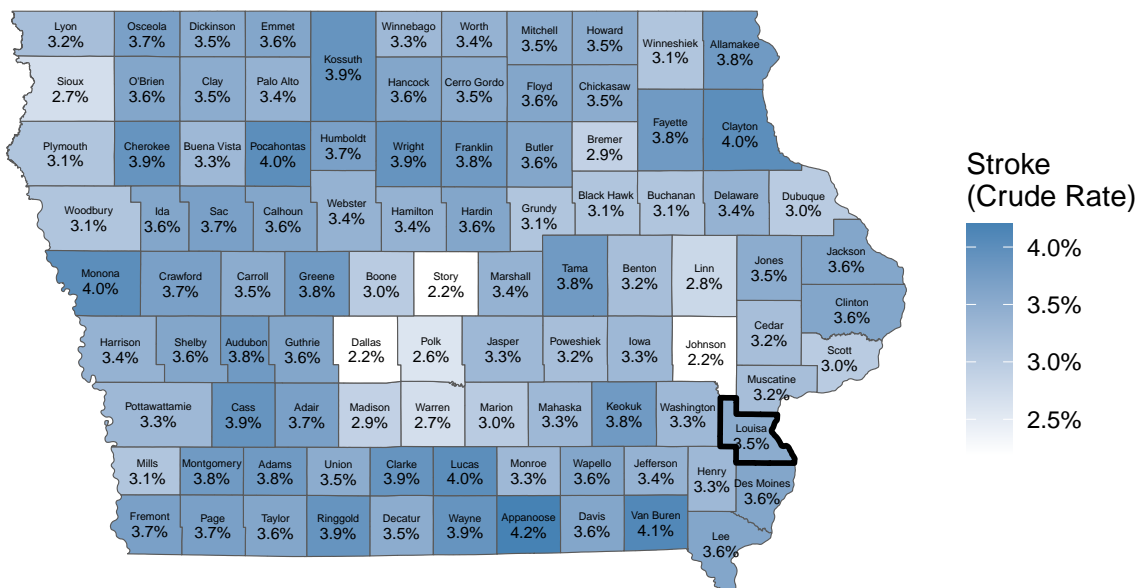 Lyon
3.2%
Osceola
3.7%
Dickinson
3.5%
Emmet
3.6%
Kossuth
3.9%
Winnebago
3.3%
Worth
3.4%
Mitchell
3.5%
Howard
3.5%
Winneshiek
3.1%
Allamakee
3.8%
Sioux
2.7%
O'Brien
3.6%
Clay
3.5%
Palo Alto
3.4%
Hancock
3.6%
Cerro Gordo
3.5%
Floyd
3.6%
Chickasaw
3.5%
Plymouth
3.1%
Cherokee
3.9%
Buena Vista
3.3%
Pocahontas
4.0%
Humboldt
3.7%
Wright
3.9%
Franklin
3.8%
Butler
3.6%
Bremer
2.9%
Fayette
3.8%
Clayton
4.0%
Woodbury
3.1%
Ida
3.6%
Sac
3.7%
Calhoun
3.6%
Webster
3.4%
Hamilton
3.4%
Hardin
3.6%
Grundy
3.1%
Black Hawk
3.1%
Buchanan
3.1%
Delaware
3.4%
Dubuque
3.0%
Monona
4.0%
Crawford
3.7%
Carroll
3.5%
Greene
3.8%
Boone
3.0%
Story
2.2%
Marshall
3.4%
Tama
3.8%
Benton
3.2%
Linn
2.8%
Jones
3.5%
Jackson
3.6%
Clinton
3.6%
Harrison
3.4%
Shelby
3.6%
Audubon
3.8%
Guthrie
3.6%
Dallas
2.2%
Polk
2.6%
Jasper
3.3%
Poweshiek
3.2%
Iowa
3.3%
Johnson
2.2%
Cedar
3.2%
Scott
3.0%
Muscatine
3.2%
Pottawattamie
3.3%
Cass
3.9%
Adair
3.7%
Madison
2.9%
Warren
2.7%
Marion
3.0%
Mahaska
3.3%
Keokuk
3.8%
Washington
3.3%
Louisa
3.5%
Mills
3.1%
Montgomery
3.8%
Adams
3.8%
Union
3.5%
Clarke
3.9%
Lucas
4.0%
Monroe
3.3%
Wapello
3.6%
Jefferson
3.4%
Henry
3.3%
Des Moines
3.6%
Fremont
3.7%
Page
3.7%
Taylor
3.6%
Ringgold
3.9%
Decatur
3.5%
Wayne
3.9%
Appanoose
4.2%
Davis
3.6%
Van Buren
4.1%
Lee
3.6%
Stroke
(Crude Rate)
4.0%
3.5%
3.0%
2.5%